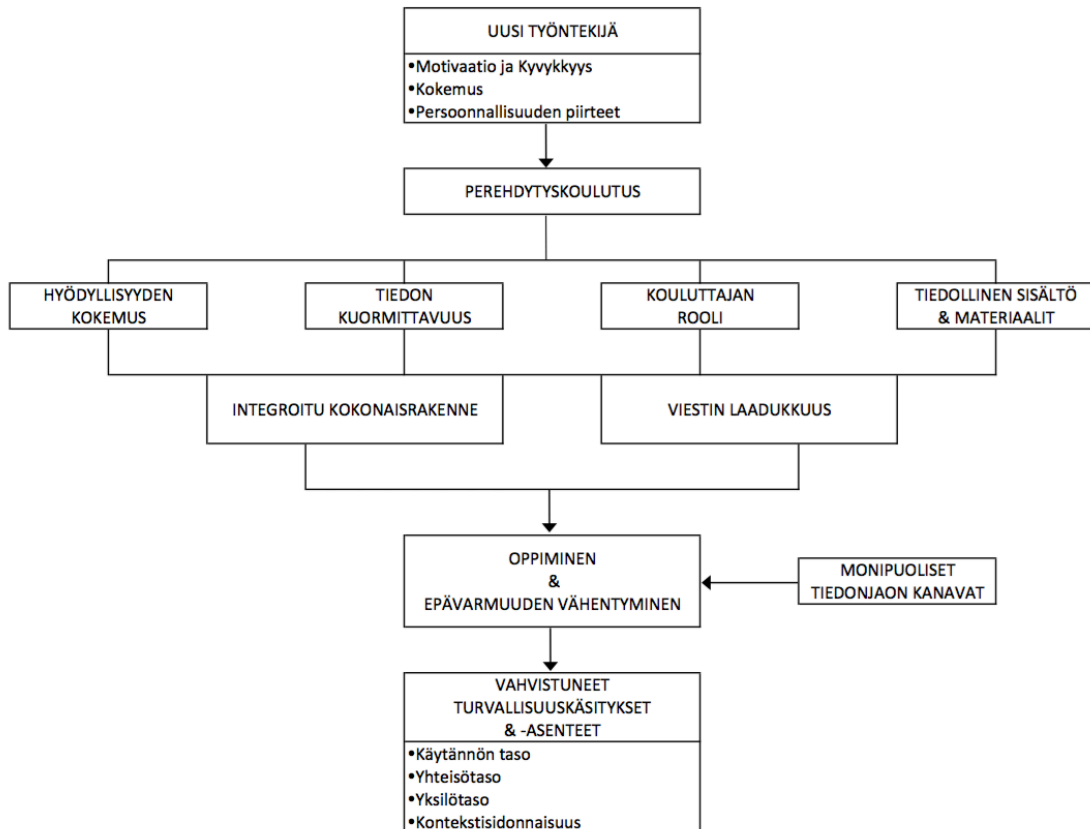 UUSI TYÖNTEKIJÄ
•Motivaatio ja Kyvykkyys
•Kokemus
•Persoonnallisuuden piirteet
PEREHDYTYSKOULUTUS
HYÖDYLLISYYDEN
KOKEMUS
TIEDON
KUORMITTAVUUS
KOULUTTAJAN
ROOLI
TIEDOLLINEN SISÄLTÖ
& MATERIAALIT
INTEGROITU KOKONAISRAKENNE
VIESTIN LAADUKKUUS
OPPIMINEN
&
EPÄVARMUUDEN VÄHENTYMINEN
MONIPUOLISET
TIEDONJAON KANAVAT
VAHVISTUNEET
TURVALLISUUSKÄSITYKSET
& -ASENTEET
•Käytännön taso
•Yhteisötaso
•Yksilötaso
•Kontekstisidonnaisuus